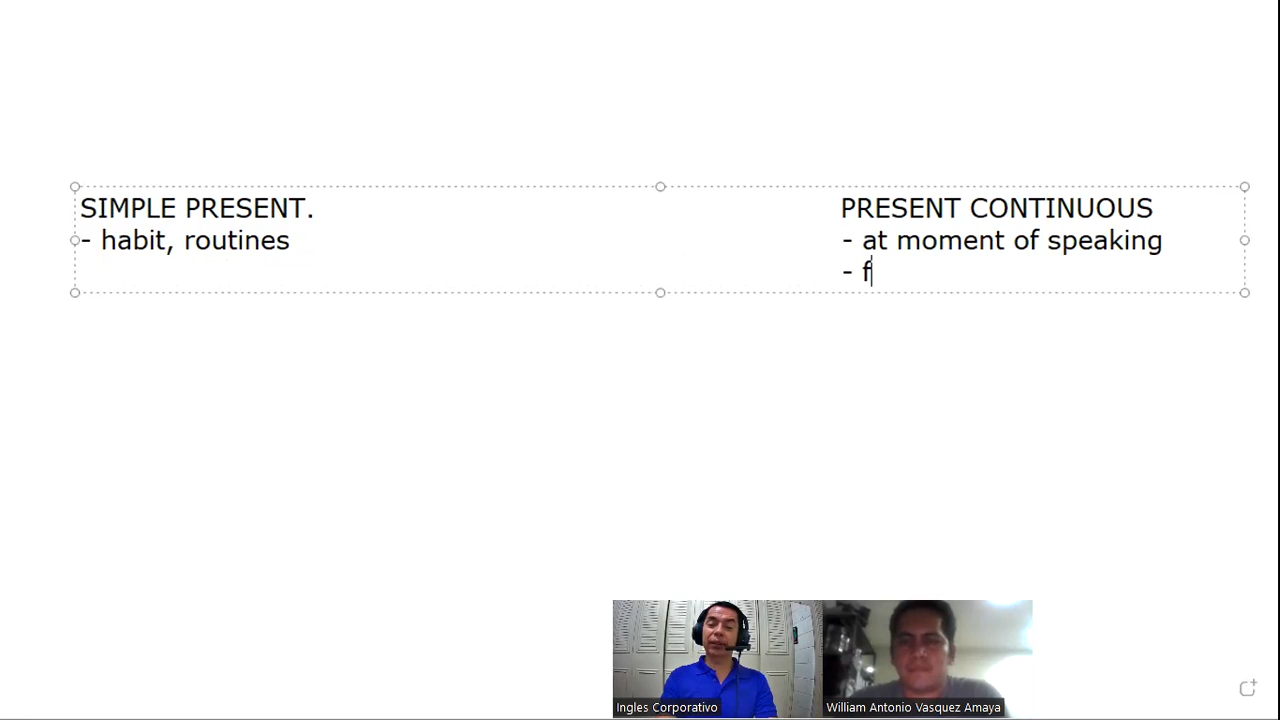 SIMPLE PRESENT.
- habit, routines
PRESENT CONTINUOUS
- at moment of speaking
- f
Ingles Corporativo
William Antonio Vasquez Amaya